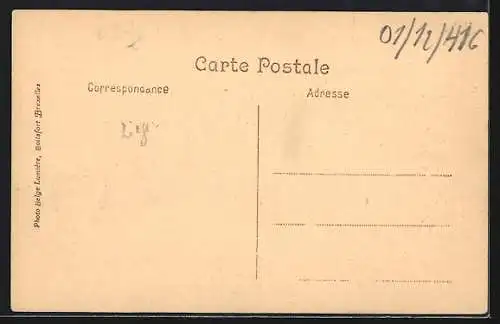 01/12/416
Carte Postale
Correspondance
Adresse
Photo Belge Lumière, Boitsfort Bruxelles